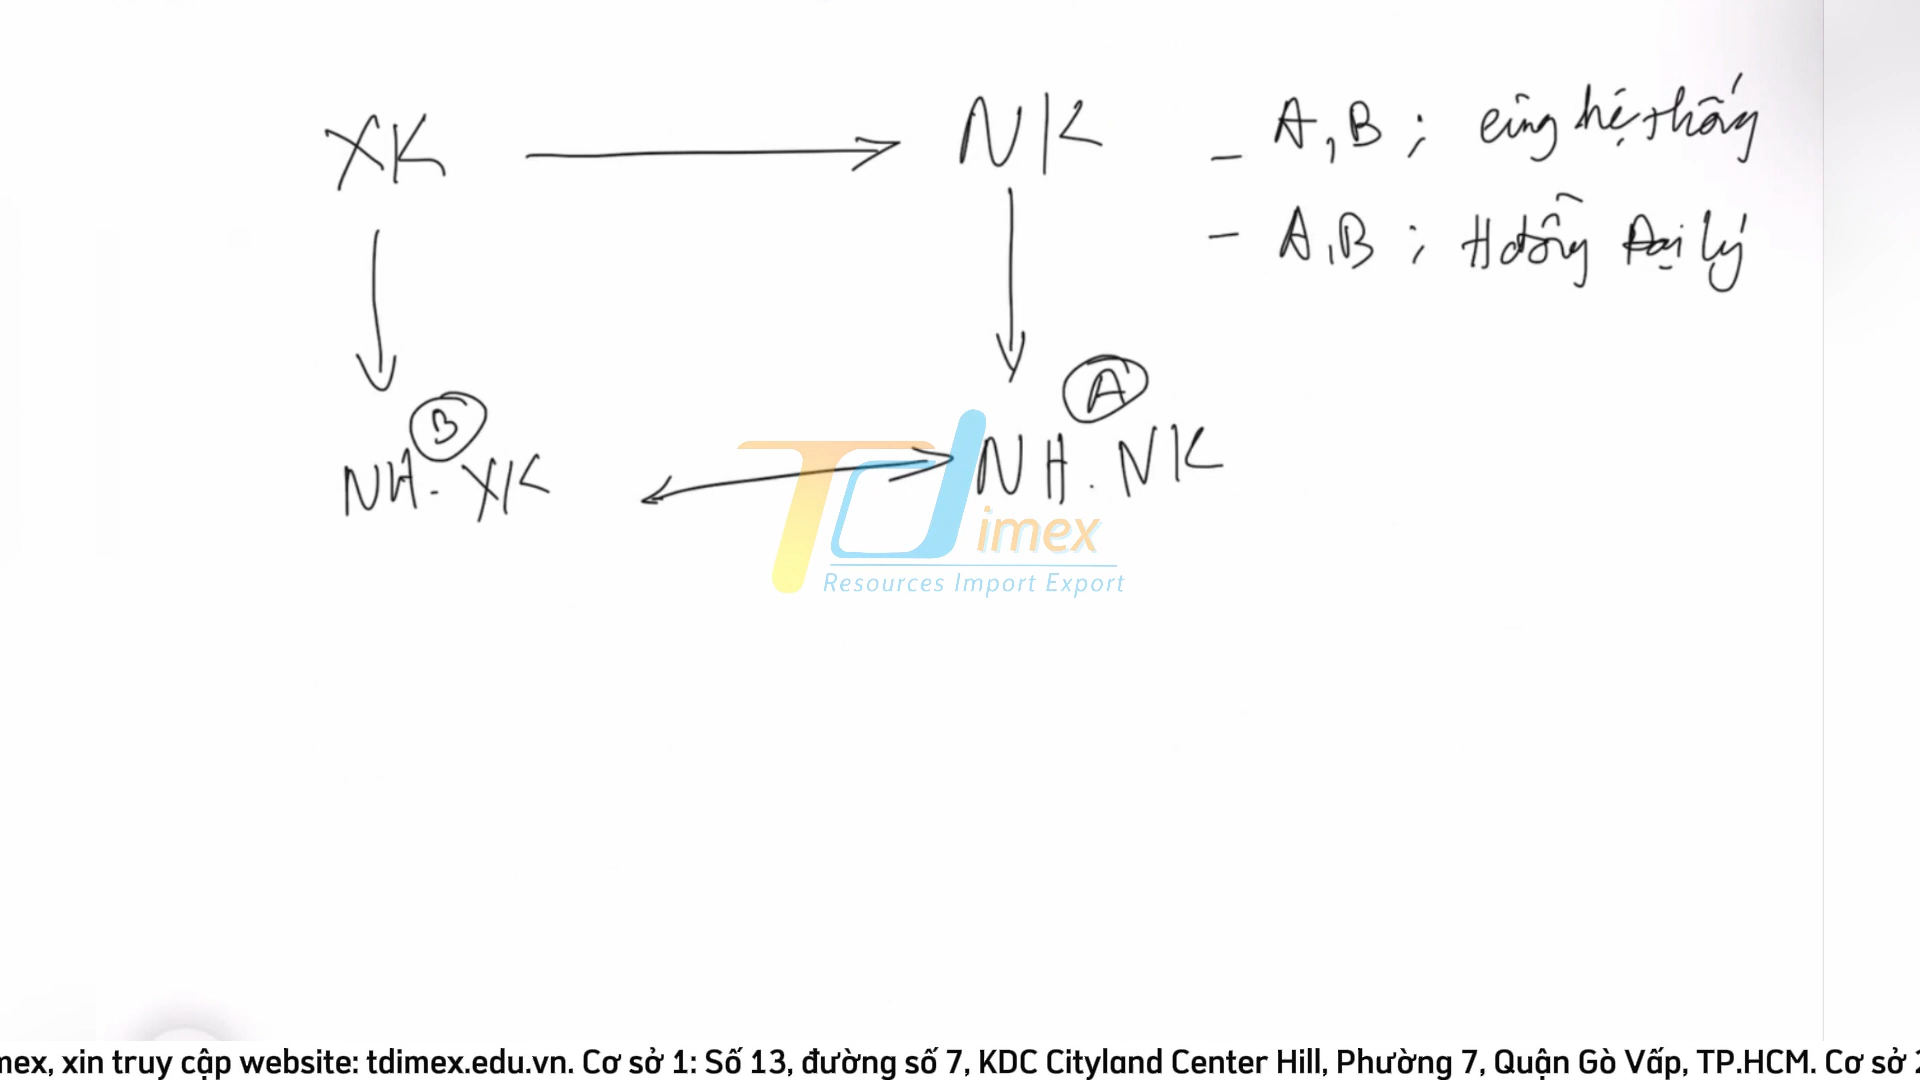 XK NK
- A, B ; cùng hệ thống
- A, B ; Hđồng Đại lý
B A
NH. XK NH. NK
Td imex
Resources Import Export
mex, xin truy cập website: tdimex.edu.vn. Cơ sở 1: Số 13, đường số 7, KDC Cityland Center Hill, Phường 7, Quận Gò Vấp, TP.HCM. Cơ sở 2